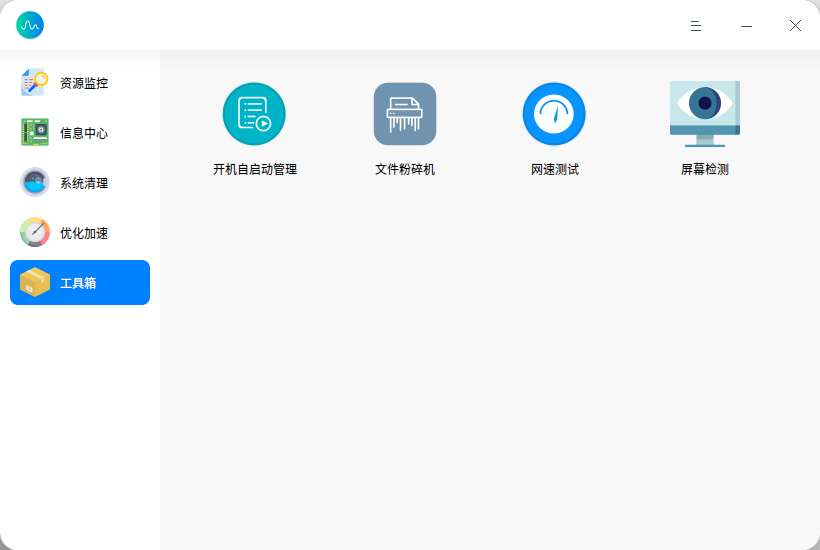 资源监控
信息中心
系统清理
优化加速
工具箱
开机自启动管理
文件粉碎机
网速测试
屏幕检测